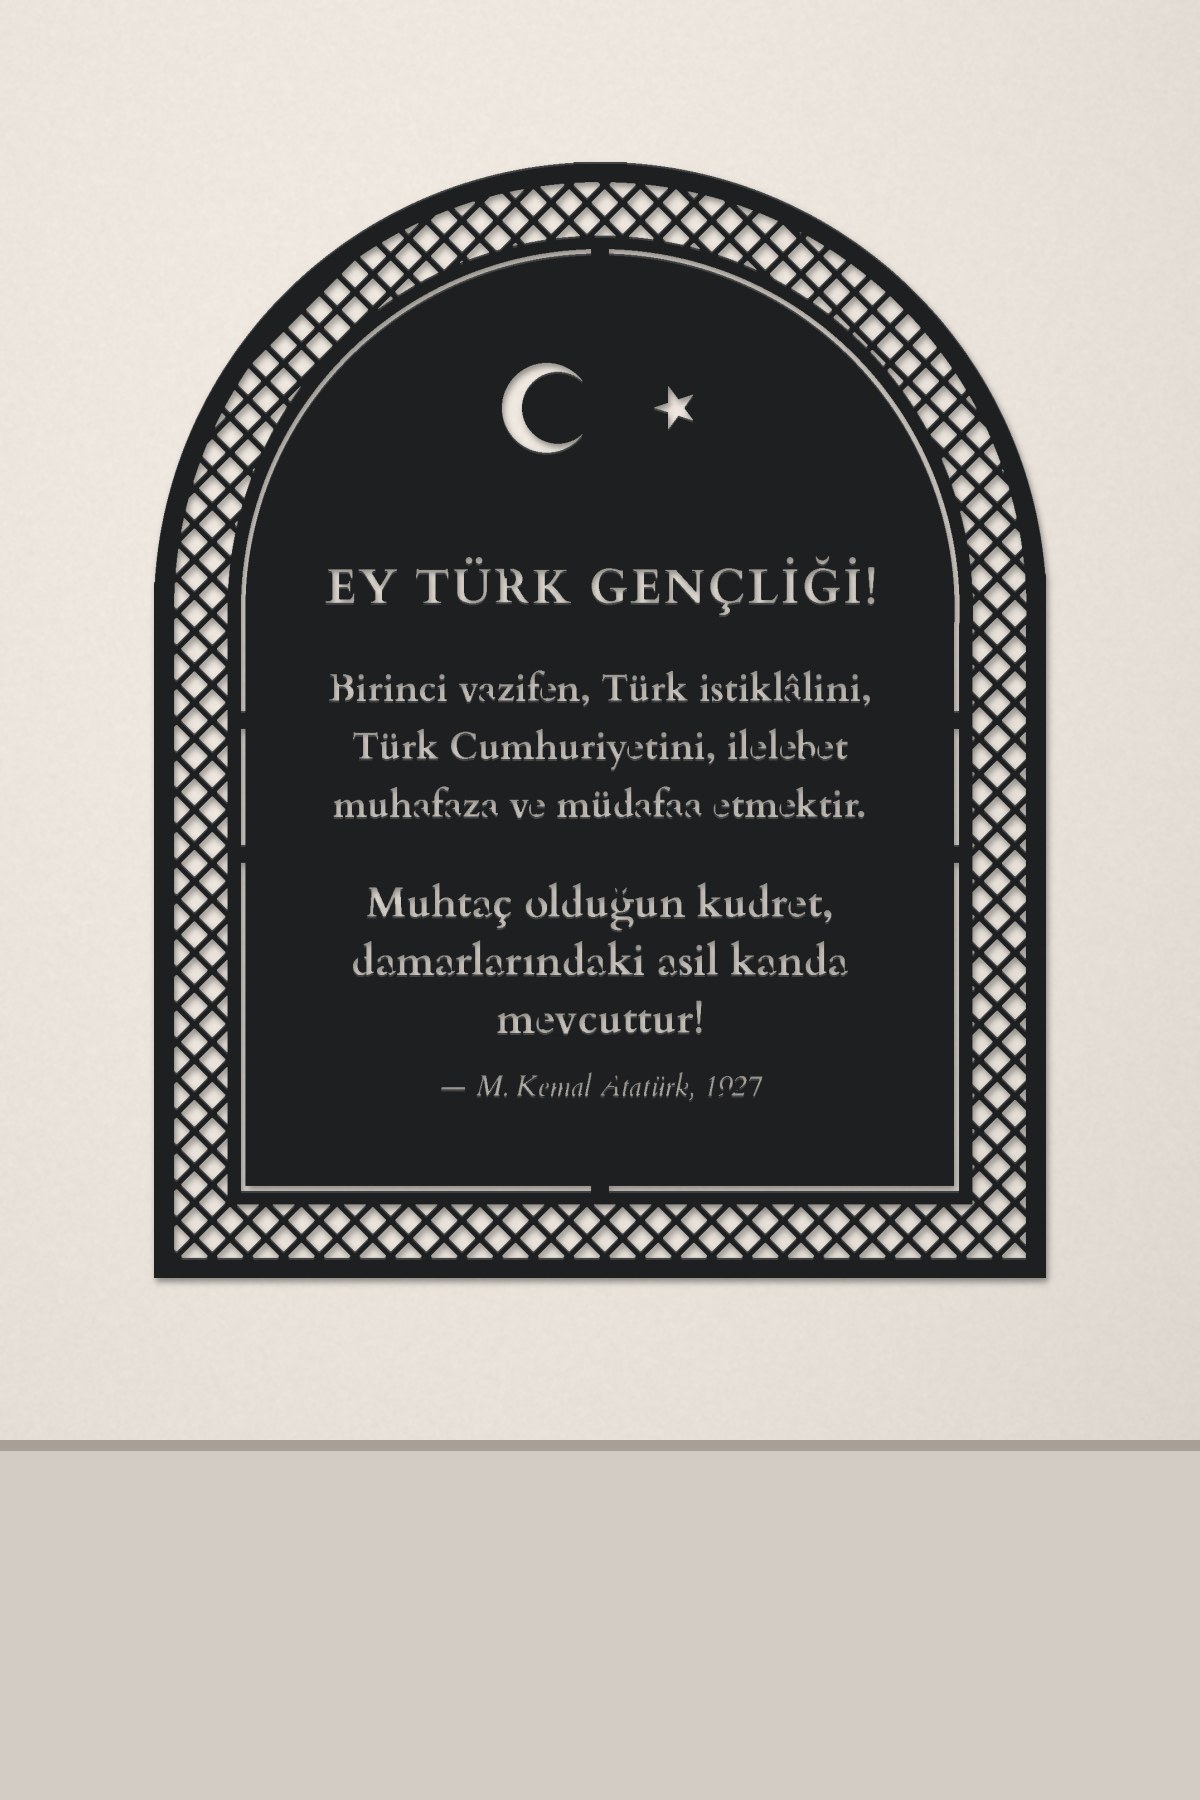 EY TÜRK GENÇLİĞİ!
Birinci vazifen, Türk istiklâlini,
Türk Cumhuriyetini, ilelebet
muhafaza ve müdafaa etmektir.
Muhtaç olduğun kudret,
damarlarındaki asil kanda
mevcuttur!
— M. Kemal Atatürk, 1927